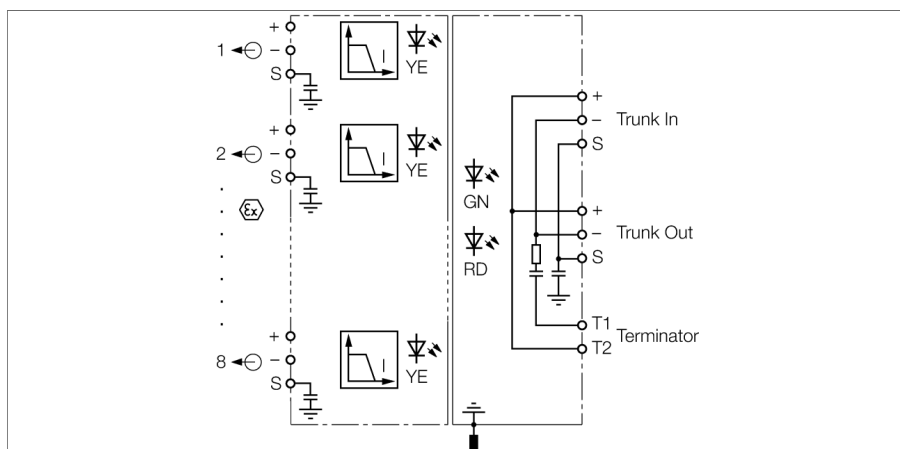 +
1 −
S
I
YE
+
2 −
S
I
YE
Ex
+
8 −
S
I
YE
GN
RD
+
− Trunk In
S
+
− Trunk Out
S
T1
Terminator
T2